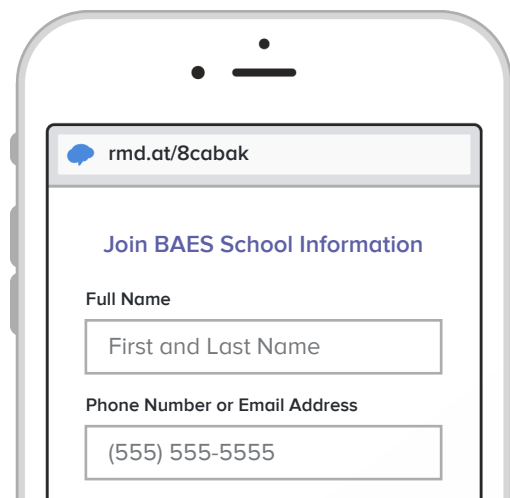 rmd.at/8cabak
Join BAES School Information
Full Name
First and Last Name
Phone Number or Email Address
(555) 555-5555